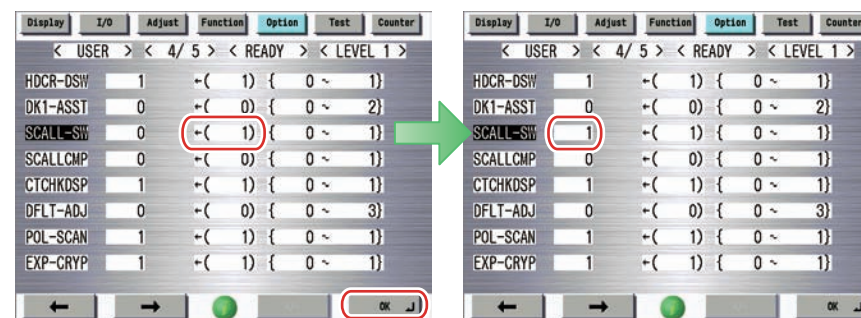 Display I/O Adjust Function Option Test Counter
< USER > < 4/ 5 > < READY > < LEVEL 1 >
HDCR-DSW 1 ←( 1) { 0 ~ 1}
DK1-ASST 0 ←( 0) { 0 ~ 2}
SCALL-SW 0 ←( 1) { 0 ~ 1}
SCALLCMP 0 ←( 0) { 0 ~ 1}
CTCHKDSP 1 ←( 1) { 0 ~ 1}
DFLT-ADJ 0 ←( 0) { 0 ~ 3}
POL-SCAN 1 ←( 1) { 0 ~ 1}
EXP-CRYP 1 ←( 1) { 0 ~ 1}
← → OK ↵
Display I/O Adjust Function Option Test Counter
< USER > < 4/ 5 > < READY > < LEVEL 1 >
HDCR-DSW 1 ←( 1) { 0 ~ 1}
DK1-ASST 0 ←( 0) { 0 ~ 2}
SCALL-SW 1 ←( 1) { 0 ~ 1}
SCALLCMP 0 ←( 0) { 0 ~ 1}
CTCHKDSP 1 ←( 1) { 0 ~ 1}
DFLT-ADJ 0 ←( 0) { 0 ~ 3}
POL-SCAN 1 ←( 1) { 0 ~ 1}
EXP-CRYP 1 ←( 1) { 0 ~ 1}
← → OK ↵